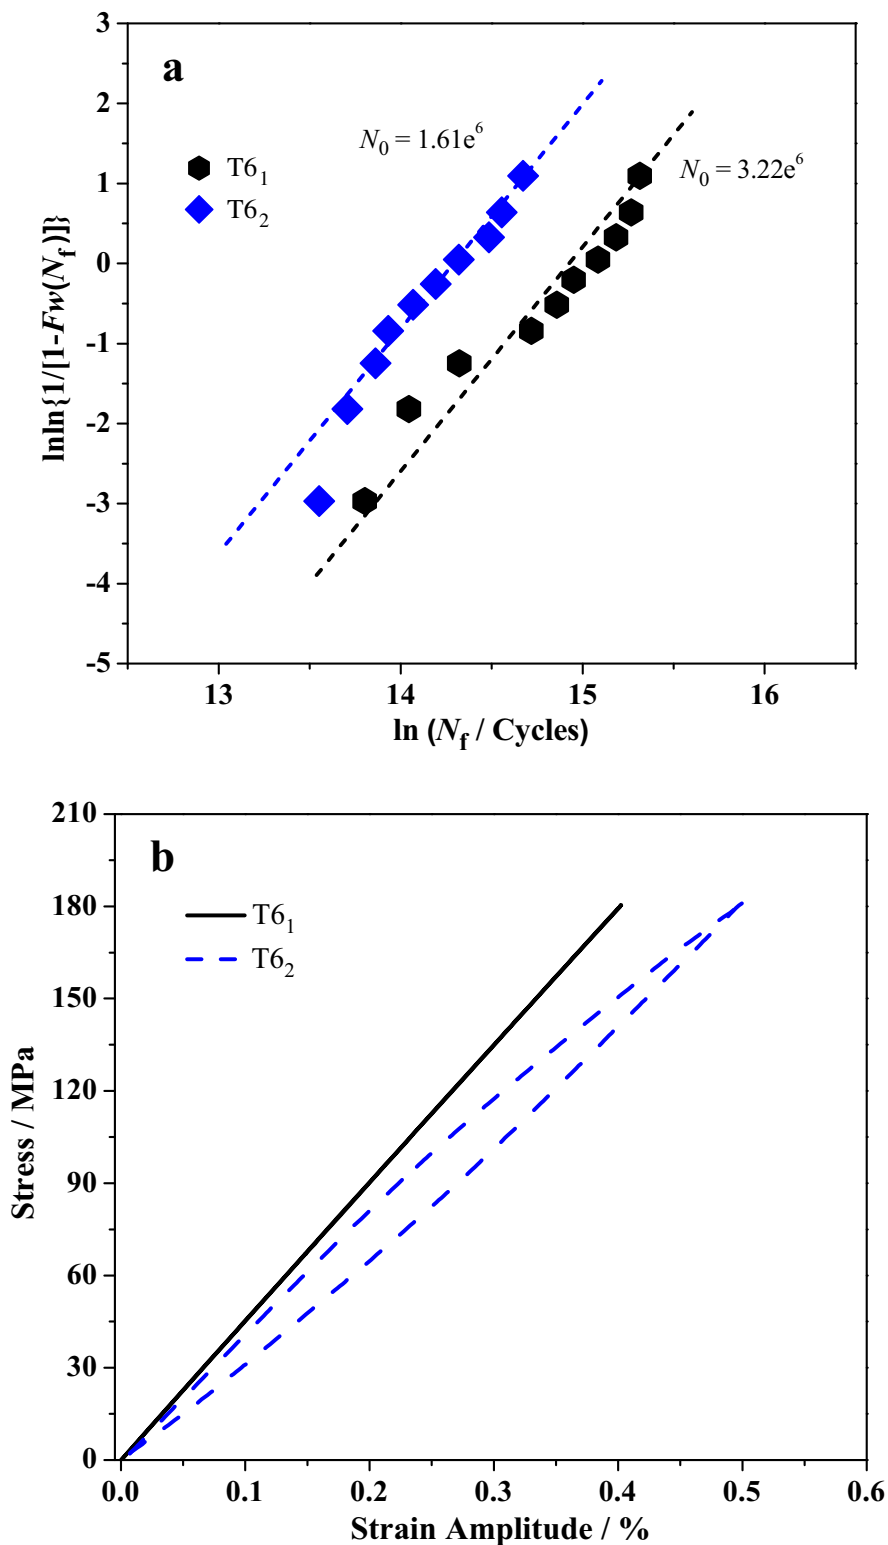 a
N₀ = 1.61e⁶
N₀ = 3.22e⁶
T6₁
T6₂
lnln{1/[1-Fw(N_f)]}
3
2
1
0
-1
-2
-3
-4
-5
13 14 15 16
ln (N_f / Cycles)
b
T6₁
T6₂
Stress / MPa
210
180
150
120
90
60
30
0
0.0 0.1 0.2 0.3 0.4 0.5 0.6
Strain Amplitude / %